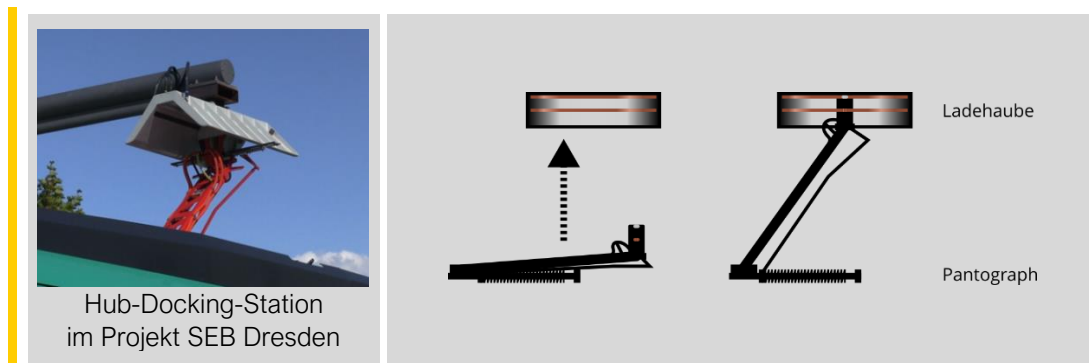 Hub-Docking-Station
im Projekt SEB Dresden
Ladehaube
Pantograph